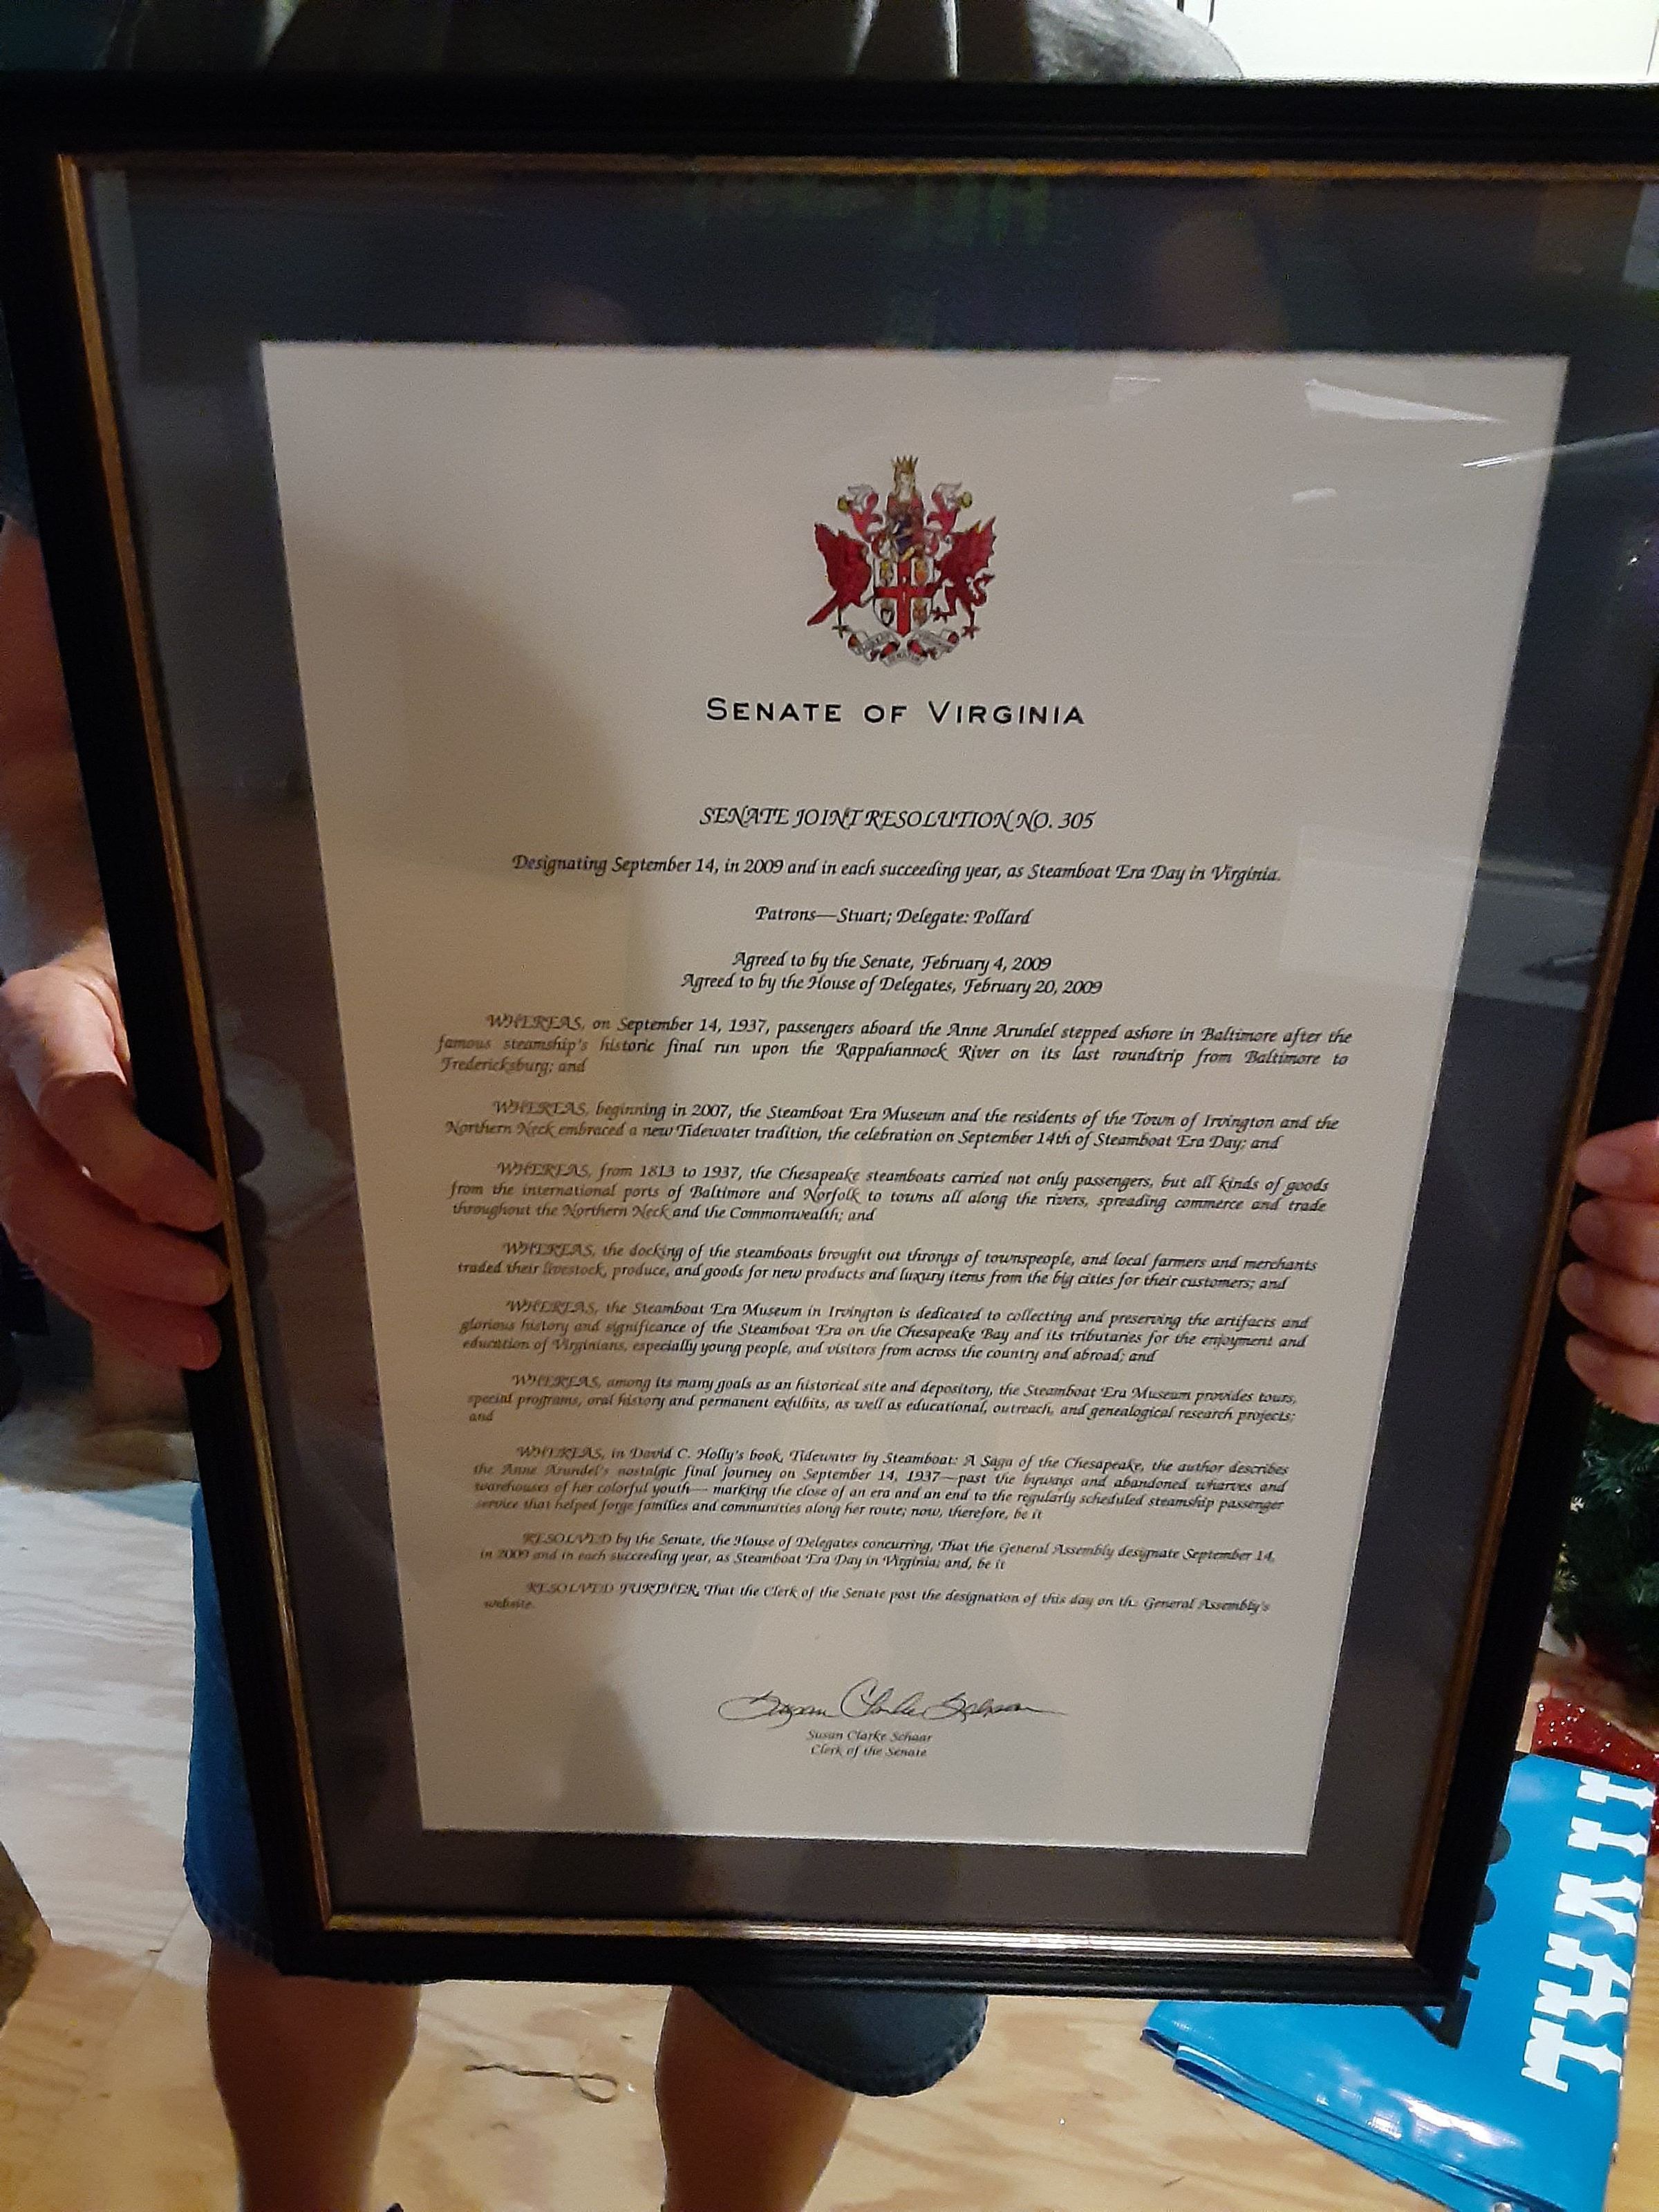 SENATE OF VIRGINIA
SENATE JOINT RESOLUTION NO. 305
Designating September 14, in 2009 and in each succeeding year, as Steamboat Era Day in Virginia.
Patrons—Stuart; Delegate: Pollard
Agreed to by the Senate, February 4, 2009
Agreed to by the House of Delegates, February 20, 2009
WHEREAS, on September 14, 1937, passengers aboard the Anne Arundel stepped ashore in Baltimore after the
famous steamship's historic final run upon the Rappahannock River on its last roundtrip from Baltimore to
Fredericksburg; and
WHEREAS, beginning in 2007, the Steamboat Era Museum and the residents of the Town of Irvington and the
Northern Neck embraced a new Tidewater tradition, the celebration on September 14th of Steamboat Era Day; and
WHEREAS, from 1813 to 1937, the Chesapeake steamboats carried not only passengers, but all kinds of goods
from the international ports of Baltimore and Norfolk to towns all along the rivers, spreading commerce and trade
throughout the Northern Neck and the Commonwealth; and
WHEREAS, the docking of the steamboats brought out throngs of townspeople, and local farmers and merchants
traded their livestock, produce, and goods for new products and luxury items from the big cities for their customers; and
WHEREAS, the Steamboat Era Museum in Irvington is dedicated to collecting and preserving the artifacts and
glorious history and significance of the Steamboat Era on the Chesapeake Bay and its tributaries for the enjoyment and
education of Virginians, especially young people, and visitors from across the country and abroad; and
WHEREAS, among its many goals as an historical site and depository, the Steamboat Era Museum provides tours,
special programs, oral history and permanent exhibits, as well as educational, outreach, and genealogical research projects;
and
WHEREAS, in David C. Holly's book, Tidewater by Steamboat: A Saga of the Chesapeake, the author describes
the Anne Arundel's nostalgic final journey on September 14, 1937—past the byways and abandoned wharves and
warehouses of her colorful youth— marking the close of an era and an end to the regularly scheduled steamship passenger
service that helped forge families and communities along her route; now, therefore, be it
RESOLVED by the Senate, the House of Delegates concurring, That the General Assembly designate September 14,
in 2009 and in each succeeding year, as Steamboat Era Day in Virginia; and, be it
RESOLVED FURTHER, That the Clerk of the Senate post the designation of this day on the General Assembly's
website.
Susan Clarke Schaar
Susan Clarke Schaar
Clerk of the Senate